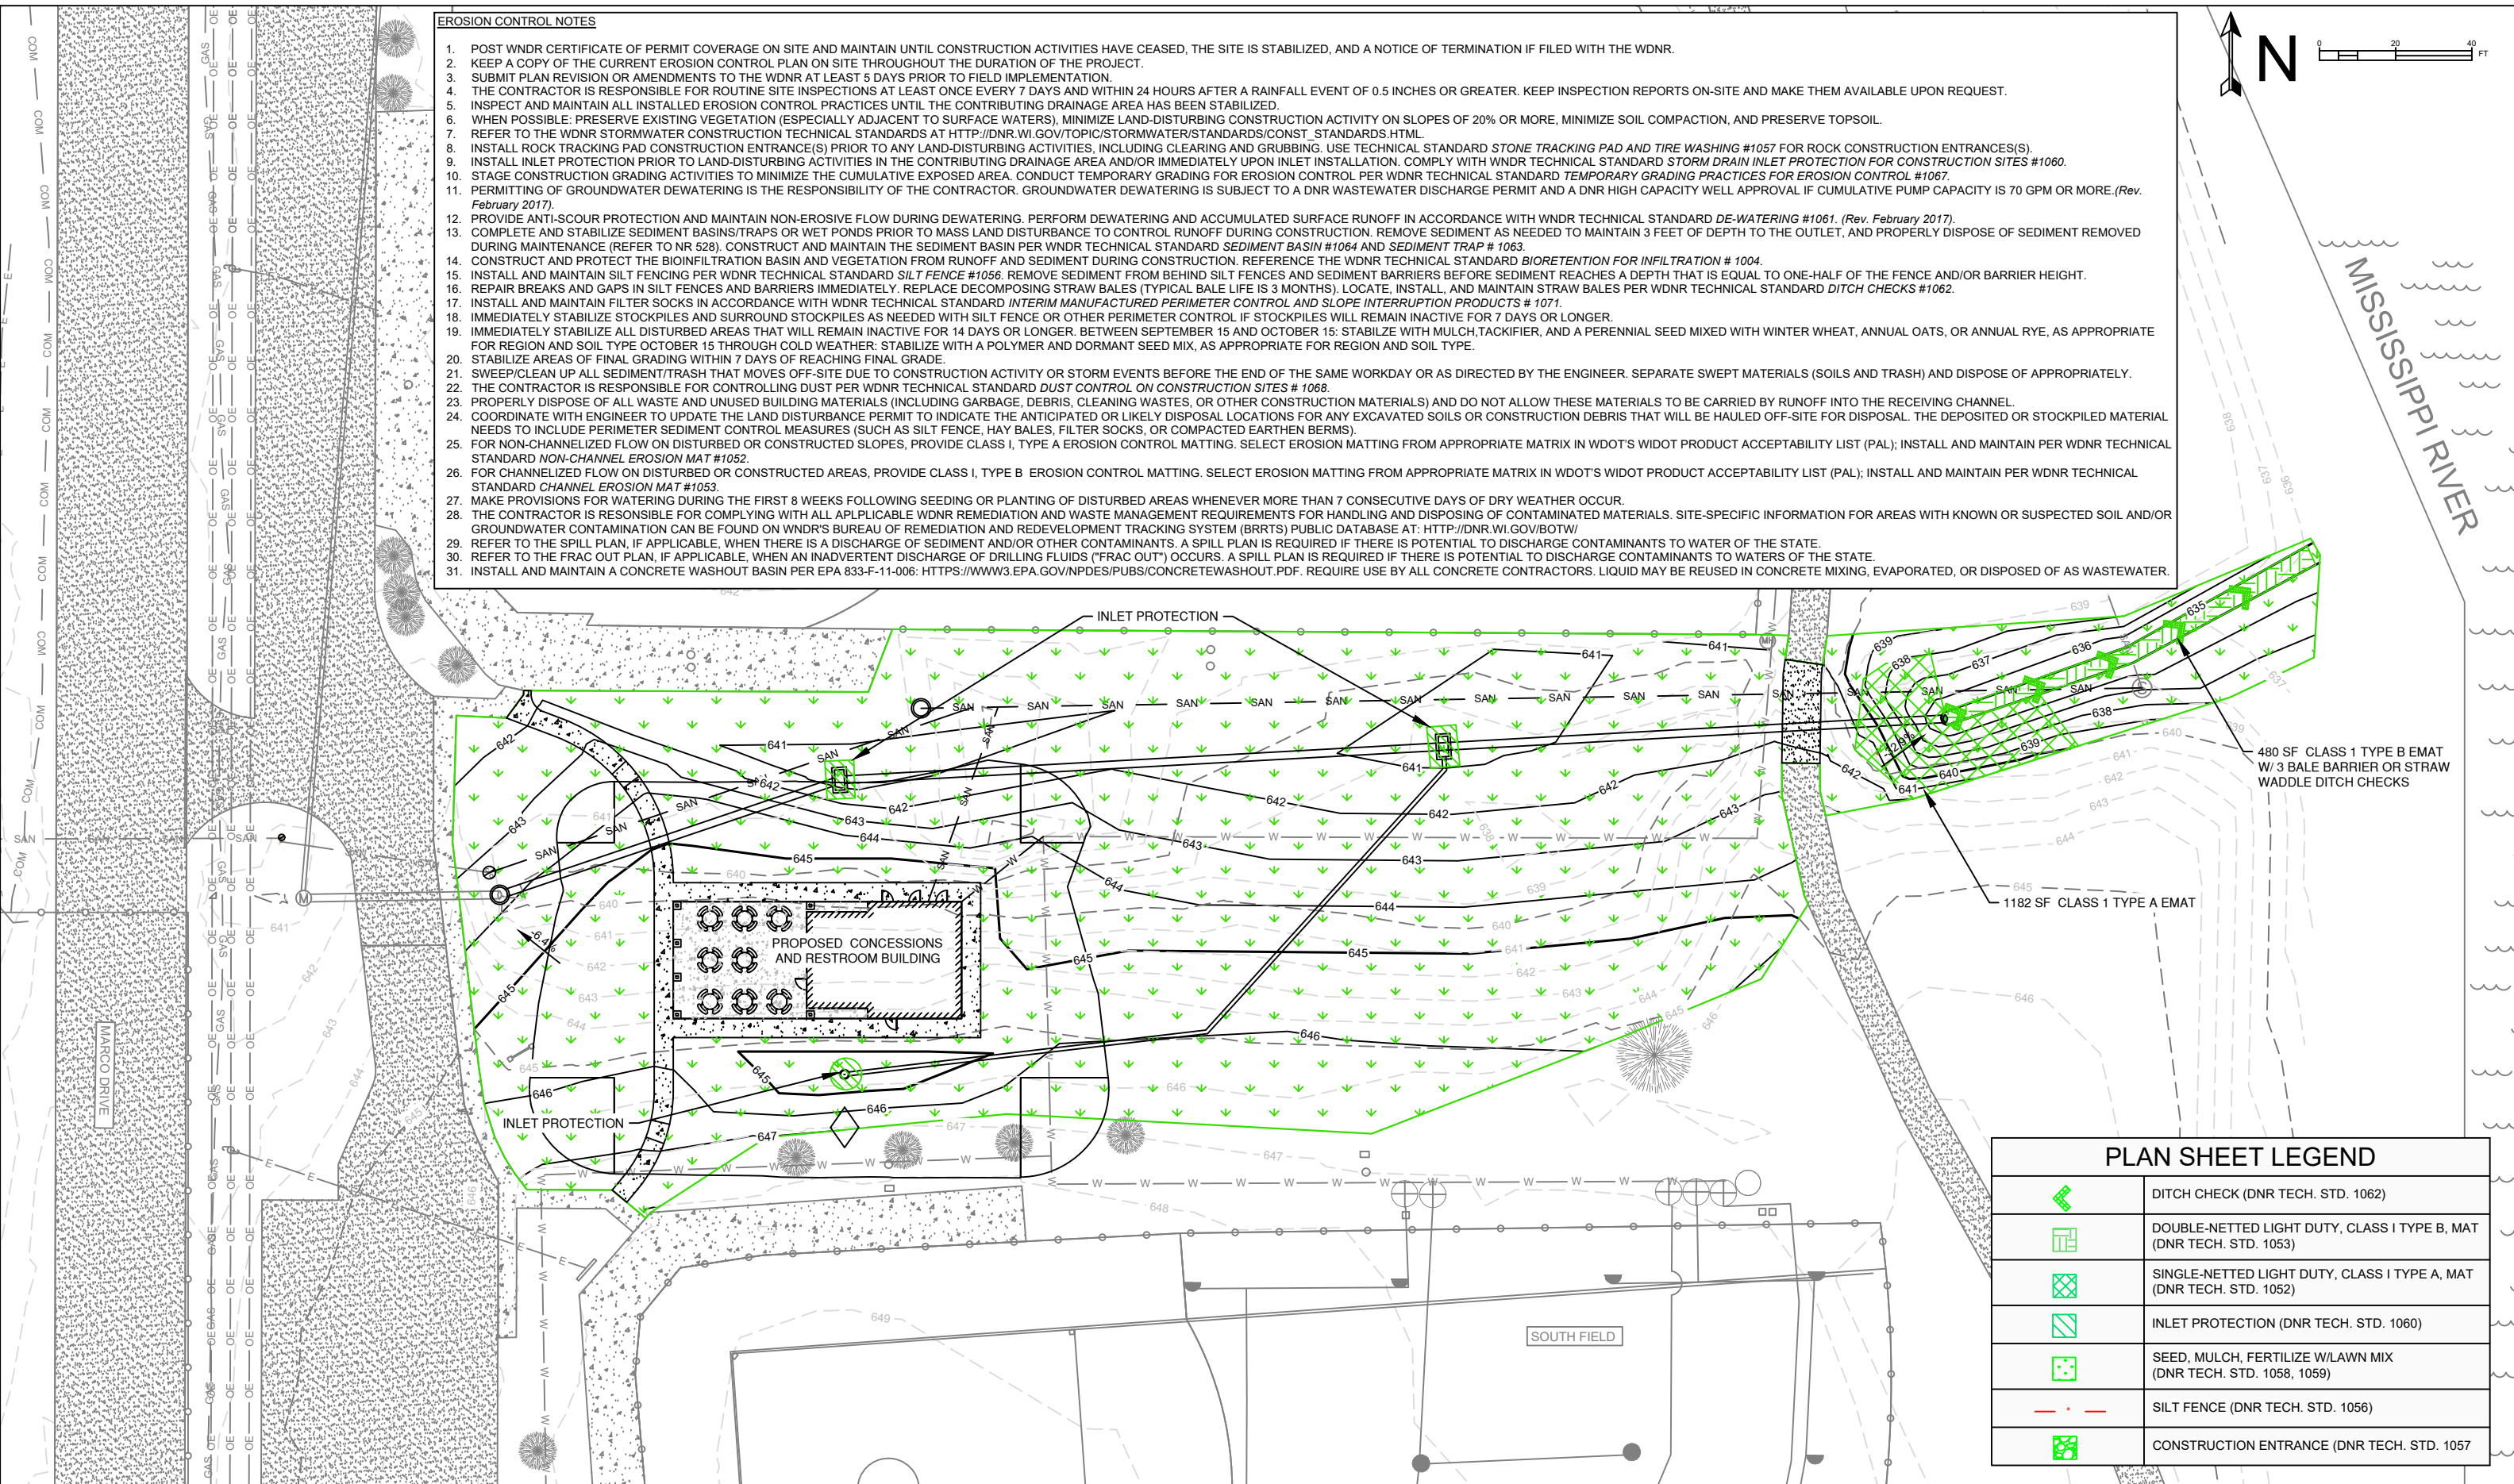 EROSION CONTROL NOTES
1. POST WNDR CERTIFICATE OF PERMIT COVERAGE ON SITE AND MAINTAIN UNTIL CONSTRUCTION ACTIVITIES HAVE CEASED, THE SITE IS STABILIZED, AND A NOTICE OF TERMINATION IF FILED WITH THE WDNR.
2. KEEP A COPY OF THE CURRENT EROSION CONTROL PLAN ON SITE THROUGHOUT THE DURATION OF THE PROJECT.
3. SUBMIT PLAN REVISION OR AMENDMENTS TO THE WDNR AT LEAST 5 DAYS PRIOR TO FIELD IMPLEMENTATION.
4. THE CONTRACTOR IS RESPONSIBLE FOR ROUTINE SITE INSPECTIONS AT LEAST ONCE EVERY 7 DAYS AND WITHIN 24 HOURS AFTER A RAINFALL EVENT OF 0.5 INCHES OR GREATER. KEEP INSPECTION REPORTS ON-SITE AND MAKE THEM AVAILABLE UPON REQUEST.
5. INSPECT AND MAINTAIN ALL INSTALLED EROSION CONTROL PRACTICES UNTIL THE CONTRIBUTING DRAINAGE AREA HAS BEEN STABILIZED.
6. WHEN POSSIBLE: PRESERVE EXISTING VEGETATION (ESPECIALLY ADJACENT TO SURFACE WATERS), MINIMIZE LAND-DISTURBING CONSTRUCTION ACTIVITY ON SLOPES OF 20% OR MORE, MINIMIZE SOIL COMPACTION, AND PRESERVE TOPSOIL.
7. REFER TO THE WDNR STORMWATER CONSTRUCTION TECHNICAL STANDARDS AT HTTP://DNR.WI.GOV/TOPIC/STORMWATER/STANDARDS/CONST_STANDARDS.HTML.
8. INSTALL ROCK TRACKING PAD CONSTRUCTION ENTRANCE(S) PRIOR TO ANY LAND-DISTURBING ACTIVITIES, INCLUDING CLEARING AND GRUBBING. USE TECHNICAL STANDARD STONE TRACKING PAD AND TIRE WASHING #1057 FOR ROCK CONSTRUCTION ENTRANCES(S).
9. INSTALL INLET PROTECTION PRIOR TO LAND-DISTURBING ACTIVITIES IN THE CONTRIBUTING DRAINAGE AREA AND/OR IMMEDIATELY UPON INLET INSTALLATION. COMPLY WITH WNDR TECHNICAL STANDARD STORM DRAIN INLET PROTECTION FOR CONSTRUCTION SITES #1060.
10. STAGE CONSTRUCTION GRADING ACTIVITIES TO MINIMIZE THE CUMULATIVE EXPOSED AREA. CONDUCT TEMPORARY GRADING FOR EROSION CONTROL PER WDNR TECHNICAL STANDARD TEMPORARY GRADING PRACTICES FOR EROSION CONTROL #1067.
11. PERMITTING OF GROUNDWATER DEWATERING IS THE RESPONSIBILITY OF THE CONTRACTOR. GROUNDWATER DEWATERING IS SUBJECT TO A DNR WASTEWATER DISCHARGE PERMIT AND A DNR HIGH CAPACITY WELL APPROVAL IF CUMULATIVE PUMP CAPACITY IS 70 GPM OR MORE.(Rev.
February 2017).
12. PROVIDE ANTI-SCOUR PROTECTION AND MAINTAIN NON-EROSIVE FLOW DURING DEWATERING. PERFORM DEWATERING AND ACCUMULATED SURFACE RUNOFF IN ACCORDANCE WITH WNDR TECHNICAL STANDARD DE-WATERING #1061. (Rev. February 2017).
13. COMPLETE AND STABILIZE SEDIMENT BASINS/TRAPS OR WET PONDS PRIOR TO MASS LAND DISTURBANCE TO CONTROL RUNOFF DURING CONSTRUCTION. REMOVE SEDIMENT AS NEEDED TO MAINTAIN 3 FEET OF DEPTH TO THE OUTLET, AND PROPERLY DISPOSE OF SEDIMENT REMOVED
DURING MAINTENANCE (REFER TO NR 528). CONSTRUCT AND MAINTAIN THE SEDIMENT BASIN PER WNDR TECHNICAL STANDARD SEDIMENT BASIN #1064 AND SEDIMENT TRAP # 1063.
14. CONSTRUCT AND PROTECT THE BIOINFILTRATION BASIN AND VEGETATION FROM RUNOFF AND SEDIMENT DURING CONSTRUCTION. REFERENCE THE WDNR TECHNICAL STANDARD BIORETENTION FOR INFILTRATION # 1004.
15. INSTALL AND MAINTAIN SILT FENCING PER WDNR TECHNICAL STANDARD SILT FENCE #1056. REMOVE SEDIMENT FROM BEHIND SILT FENCES AND SEDIMENT BARRIERS BEFORE SEDIMENT REACHES A DEPTH THAT IS EQUAL TO ONE-HALF OF THE FENCE AND/OR BARRIER HEIGHT.
16. REPAIR BREAKS AND GAPS IN SILT FENCES AND BARRIERS IMMEDIATELY. REPLACE DECOMPOSING STRAW BALES (TYPICAL BALE LIFE IS 3 MONTHS). LOCATE, INSTALL, AND MAINTAIN STRAW BALES PER WDNR TECHNICAL STANDARD DITCH CHECKS #1062.
17. INSTALL AND MAINTAIN FILTER SOCKS IN ACCORDANCE WITH WDNR TECHNICAL STANDARD INTERIM MANUFACTURED PERIMETER CONTROL AND SLOPE INTERRUPTION PRODUCTS # 1071.
18. IMMEDIATELY STABILIZE STOCKPILES AND SURROUND STOCKPILES AS NEEDED WITH SILT FENCE OR OTHER PERIMETER CONTROL IF STOCKPILES WILL REMAIN INACTIVE FOR 7 DAYS OR LONGER.
19. IMMEDIATELY STABILIZE ALL DISTURBED AREAS THAT WILL REMAIN INACTIVE FOR 14 DAYS OR LONGER. BETWEEN SEPTEMBER 15 AND OCTOBER 15: STABILZE WITH MULCH,TACKIFIER, AND A PERENNIAL SEED MIXED WITH WINTER WHEAT, ANNUAL OATS, OR ANNUAL RYE, AS APPROPRIATE
FOR REGION AND SOIL TYPE OCTOBER 15 THROUGH COLD WEATHER: STABILIZE WITH A POLYMER AND DORMANT SEED MIX, AS APPROPRIATE FOR REGION AND SOIL TYPE.
20. STABILIZE AREAS OF FINAL GRADING WITHIN 7 DAYS OF REACHING FINAL GRADE.
21. SWEEP/CLEAN UP ALL SEDIMENT/TRASH THAT MOVES OFF-SITE DUE TO CONSTRUCTION ACTIVITY OR STORM EVENTS BEFORE THE END OF THE SAME WORKDAY OR AS DIRECTED BY THE ENGINEER. SEPARATE SWEPT MATERIALS (SOILS AND TRASH) AND DISPOSE OF APPROPRIATELY.
22. THE CONTRACTOR IS RESPONSIBLE FOR CONTROLLING DUST PER WDNR TECHNICAL STANDARD DUST CONTROL ON CONSTRUCTION SITES # 1068.
23. PROPERLY DISPOSE OF ALL WASTE AND UNUSED BUILDING MATERIALS (INCLUDING GARBAGE, DEBRIS, CLEANING WASTES, OR OTHER CONSTRUCTION MATERIALS) AND DO NOT ALLOW THESE MATERIALS TO BE CARRIED BY RUNOFF INTO THE RECEIVING CHANNEL.
24. COORDINATE WITH ENGINEER TO UPDATE THE LAND DISTURBANCE PERMIT TO INDICATE THE ANTICIPATED OR LIKELY DISPOSAL LOCATIONS FOR ANY EXCAVATED SOILS OR CONSTRUCTION DEBRIS THAT WILL BE HAULED OFF-SITE FOR DISPOSAL. THE DEPOSITED OR STOCKPILED MATERIAL
NEEDS TO INCLUDE PERIMETER SEDIMENT CONTROL MEASURES (SUCH AS SILT FENCE, HAY BALES, FILTER SOCKS, OR COMPACTED EARTHEN BERMS).
25. FOR NON-CHANNELIZED FLOW ON DISTURBED OR CONSTRUCTED SLOPES, PROVIDE CLASS I, TYPE A EROSION CONTROL MATTING. SELECT EROSION MATTING FROM APPROPRIATE MATRIX IN WDOT'S WIDOT PRODUCT ACCEPTABILITY LIST (PAL); INSTALL AND MAINTAIN PER WDNR TECHNICAL
STANDARD NON-CHANNEL EROSION MAT #1052.
26. FOR CHANNELIZED FLOW ON DISTURBED OR CONSTRUCTED AREAS, PROVIDE CLASS I, TYPE B EROSION CONTROL MATTING. SELECT EROSION MATTING FROM APPROPRIATE MATRIX IN WDOT'S WIDOT PRODUCT ACCEPTABILITY LIST (PAL); INSTALL AND MAINTAIN PER WDNR TECHNICAL
STANDARD CHANNEL EROSION MAT #1053.
27. MAKE PROVISIONS FOR WATERING DURING THE FIRST 8 WEEKS FOLLOWING SEEDING OR PLANTING OF DISTURBED AREAS WHENEVER MORE THAN 7 CONSECUTIVE DAYS OF DRY WEATHER OCCUR.
28. THE CONTRACTOR IS RESONSIBLE FOR COMPLYING WITH ALL APLPLICABLE WDNR REMEDIATION AND WASTE MANAGEMENT REQUIREMENTS FOR HANDLING AND DISPOSING OF CONTAMINATED MATERIALS. SITE-SPECIFIC INFORMATION FOR AREAS WITH KNOWN OR SUSPECTED SOIL AND/OR
GROUNDWATER CONTAMINATION CAN BE FOUND ON WNDR'S BUREAU OF REMEDIATION AND REDEVELOPMENT TRACKING SYSTEM (BRRTS) PUBLIC DATABASE AT: HTTP://DNR.WI.GOV/BOTW/
29. REFER TO THE SPILL PLAN, IF APPLICABLE, WHEN THERE IS A DISCHARGE OF SEDIMENT AND/OR OTHER CONTAMINANTS. A SPILL PLAN IS REQUIRED IF THERE IS POTENTIAL TO DISCHARGE CONTAMINANTS TO WATER OF THE STATE.
30. REFER TO THE FRAC OUT PLAN, IF APPLICABLE, WHEN AN INADVERTENT DISCHARGE OF DRILLING FLUIDS ("FRAC OUT") OCCURS. A SPILL PLAN IS REQUIRED IF THERE IS POTENTIAL TO DISCHARGE CONTAMINANTS TO WATERS OF THE STATE.
31. INSTALL AND MAINTAIN A CONCRETE WASHOUT BASIN PER EPA 833-F-11-006: HTTPS://WWW3.EPA.GOV/NPDES/PUBS/CONCRETEWASHOUT.PDF. REQUIRE USE BY ALL CONCRETE CONTRACTORS. LIQUID MAY BE REUSED IN CONCRETE MIXING, EVAPORATED, OR DISPOSED OF AS WASTEWATER.
N
0 20 40 FT
MISSISSIPPI RIVER
INLET PROTECTION
480 SF CLASS 1 TYPE B EMAT
W/ 3 BALE BARRIER OR STRAW
WADDLE DITCH CHECKS
1182 SF CLASS 1 TYPE A EMAT
PROPOSED CONCESSIONS
AND RESTROOM BUILDING
INLET PROTECTION
MARCO DRIVE
SOUTH FIELD
PLAN SHEET LEGEND
DITCH CHECK (DNR TECH. STD. 1062)
DOUBLE-NETTED LIGHT DUTY, CLASS I TYPE B, MAT
(DNR TECH. STD. 1053)
SINGLE-NETTED LIGHT DUTY, CLASS I TYPE A, MAT
(DNR TECH. STD. 1052)
INLET PROTECTION (DNR TECH. STD. 1060)
SEED, MULCH, FERTILIZE W/LAWN MIX
(DNR TECH. STD. 1058, 1059)
SILT FENCE (DNR TECH. STD. 1056)
CONSTRUCTION ENTRANCE (DNR TECH. STD. 1057